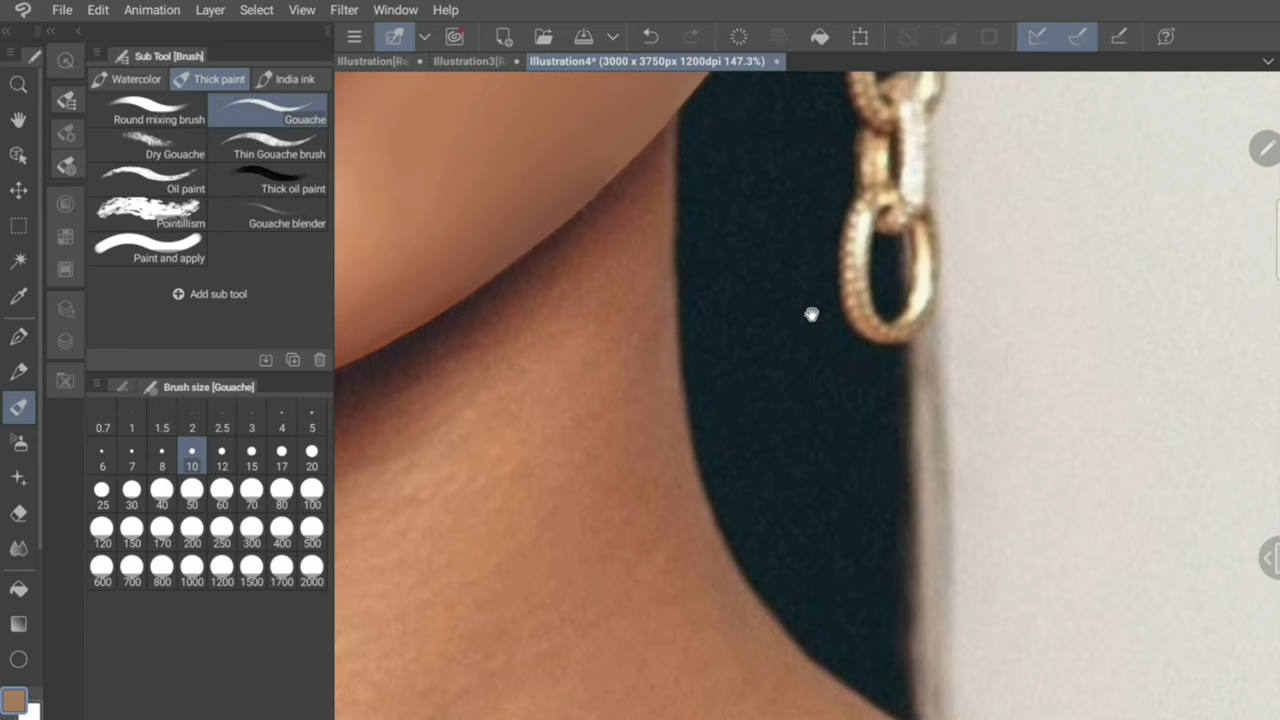 File Edit Animation Layer Select View Filter Window Help
Sub Tool [Brush]
Illustration[Re Illustration3[R Illustration4* (3000 x 3750px 1200dpi 147.3%)
Watercolor Thick paint India ink
Round mixing brush Gouache
Dry Gouache Thin Gouache brush
Oil paint Thick oil paint
Pointillism Gouache blender
Paint and apply
Add sub tool
Brush size [Gouache]
0.7 1 1.5 2 2.5 3 4 5
6 7 8 10 12 15 17 20
25 30 40 50 60 70 80 100
120 150 170 200 250 300 400 500
600 700 800 1000 1200 1500 1700 2000